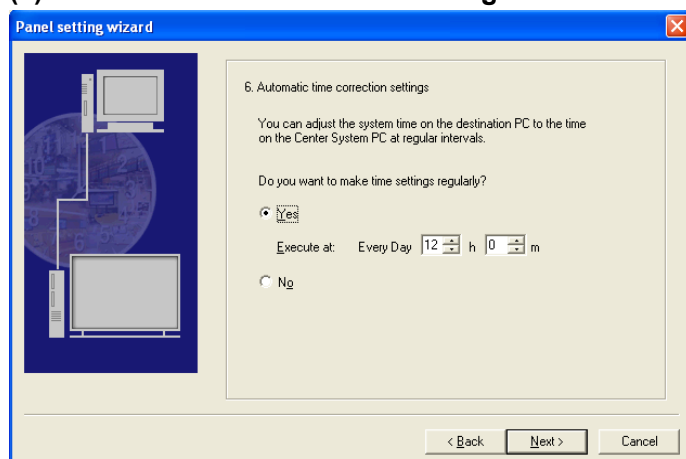 Panel setting wizard
6. Automatic time correction settings
You can adjust the system time on the destination PC to the time
on the Center System PC at regular intervals.
Do you want to make time settings regularly?
Yes
Execute at: Every Day 12 h 0 m
No
< Back Next > Cancel